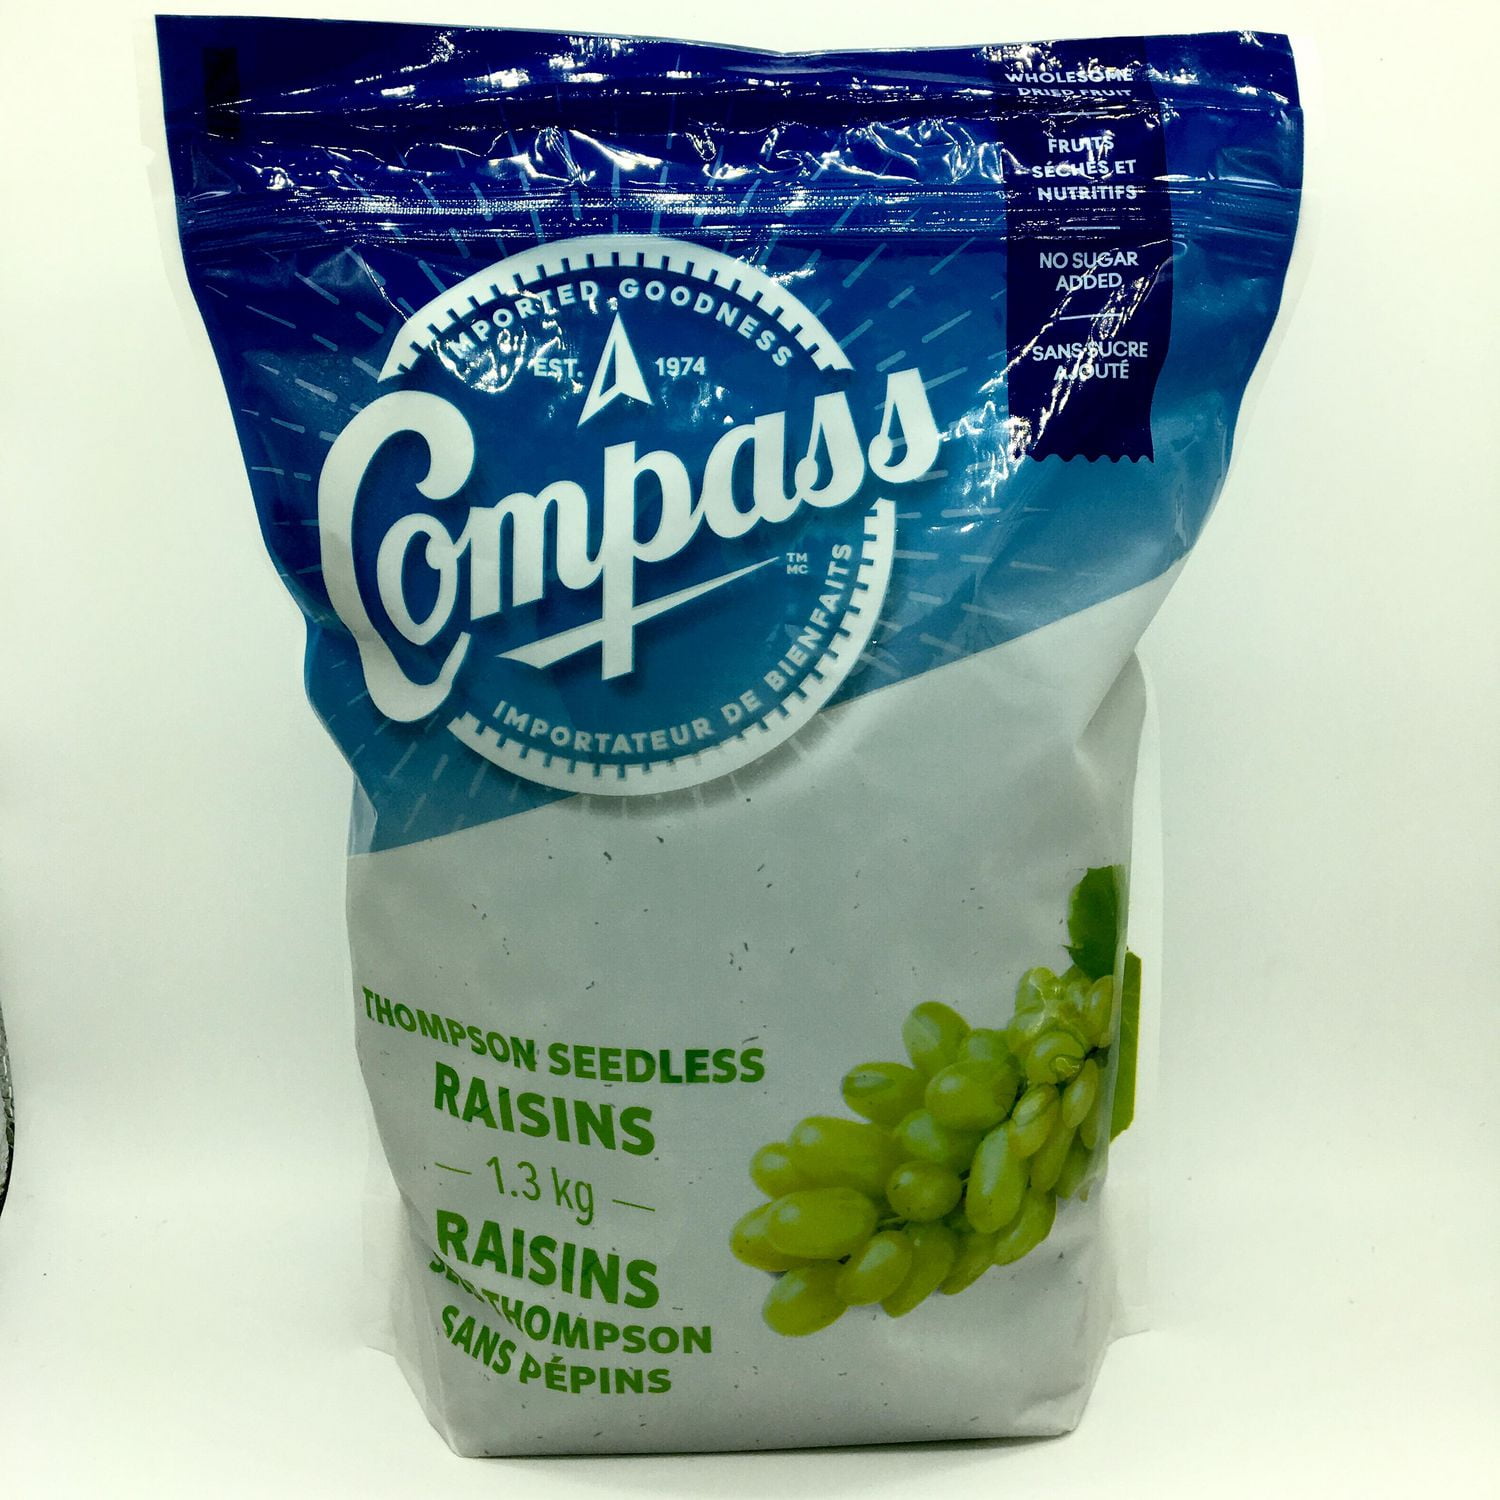 WHOLESOME
DRIED FRUIT
FRUITS
SÉCHÉS ET
NUTRITIFS
NO SUGAR
ADDED
SANS SUCRE
AJOUTÉ
IMPORTED GOODNESS
EST. 1974
Compass
TM
MC
IMPORTATEUR DE BIENFAITS
THOMPSON SEEDLESS
RAISINS
— 1.3 kg —
RAISINS
THOMPSON
SANS PÉPINS